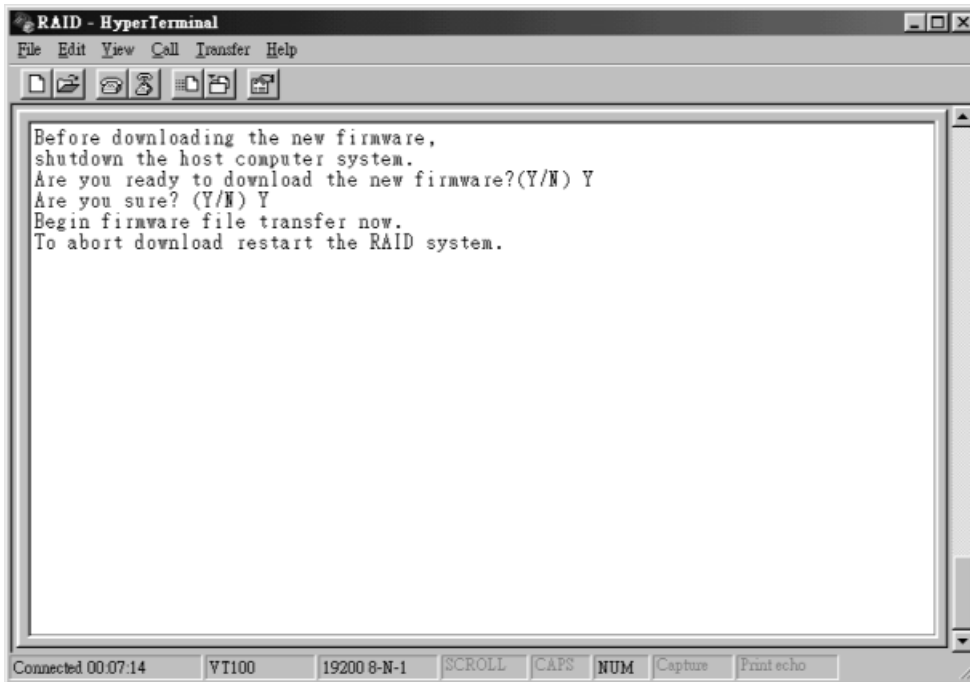 RAID - HyperTerminal
File Edit View Call Transfer Help
Before downloading the new firmware,
shutdown the host computer system.
Are you ready to download the new firmware?(Y/N) Y
Are you sure? (Y/N) Y
Begin firmware file transfer now.
To abort download restart the RAID system.
Connected 00:07:14 VT100 19200 8-N-1 SCROLL CAPS NUM Capture Print echo